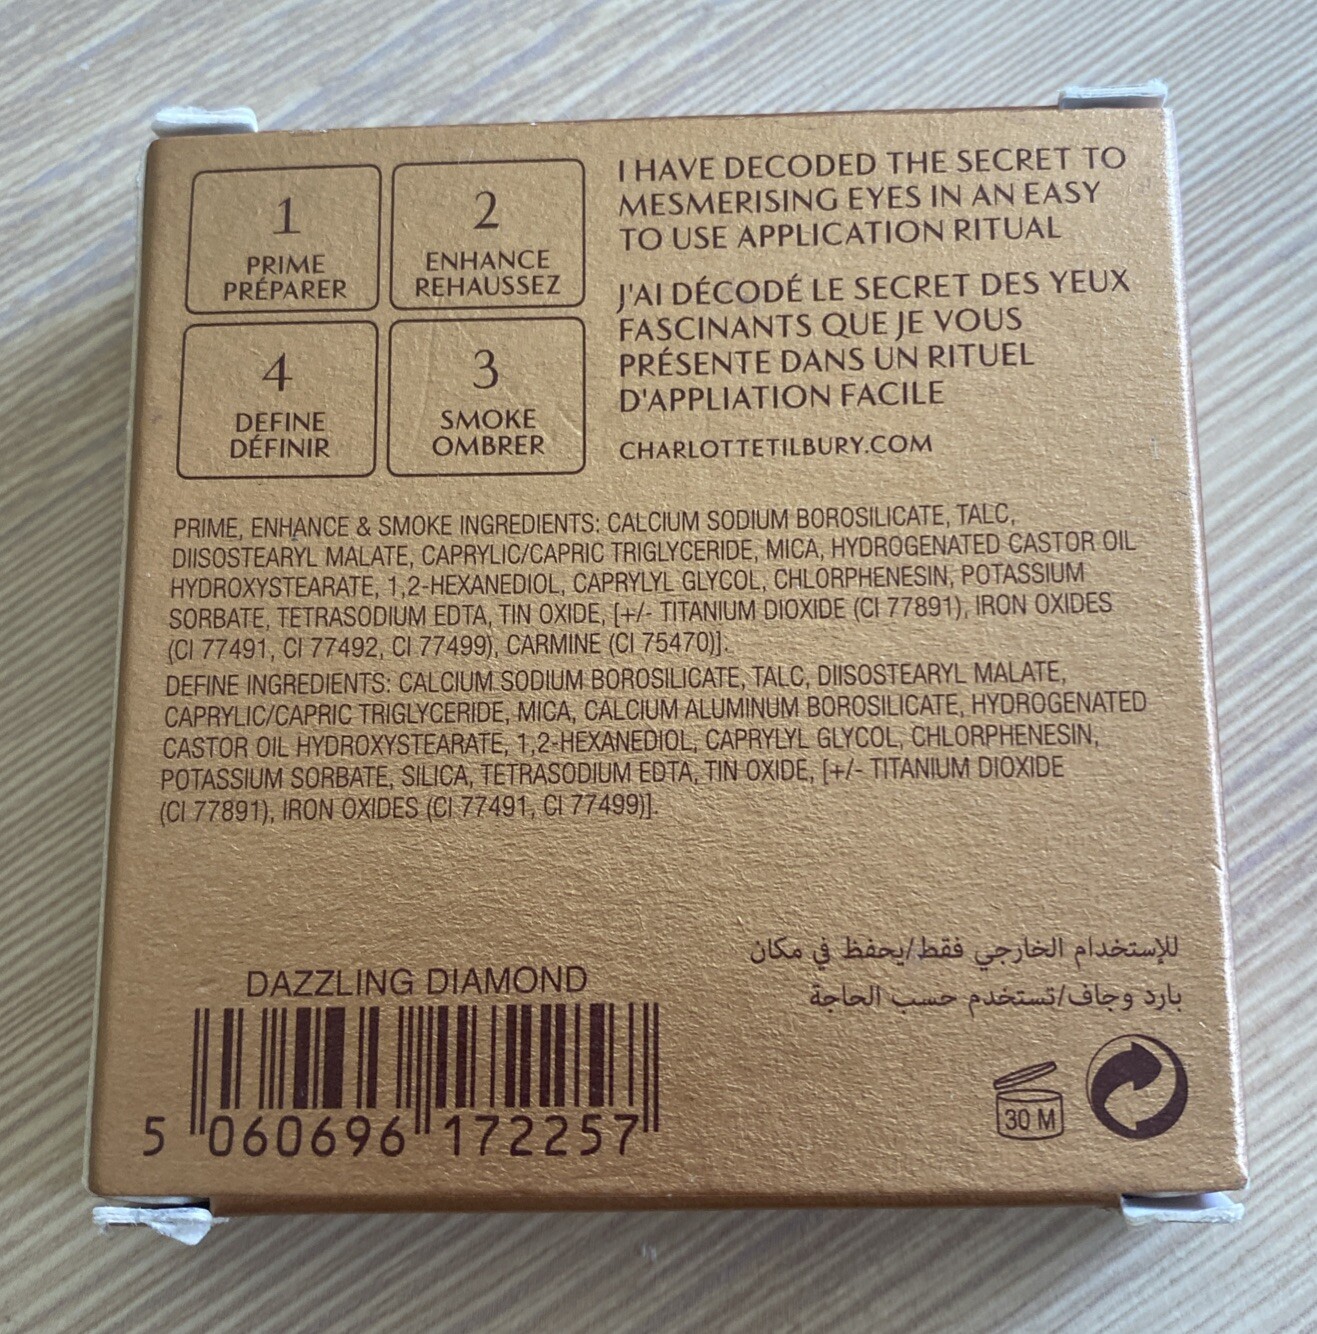 1
PRIME
PRÉPARER
2
ENHANCE
REHAUSSEZ
4
DEFINE
DÉFINIR
3
SMOKE
OMBRER
I HAVE DECODED THE SECRET TO
MESMERISING EYES IN AN EASY
TO USE APPLICATION RITUAL
J'AI DÉCODÉ LE SECRET DES YEUX
FASCINANTS QUE JE VOUS
PRÉSENTE DANS UN RITUEL
D'APPLIATION FACILE
CHARLOTTETILBURY.COM
PRIME, ENHANCE & SMOKE INGREDIENTS: CALCIUM SODIUM BOROSILICATE, TALC,
DIISOSTEARYL MALATE, CAPRYLIC/CAPRIC TRIGLYCERIDE, MICA, HYDROGENATED CASTOR OIL
HYDROXYSTEARATE, 1,2-HEXANEDIOL, CAPRYLYL GLYCOL, CHLORPHENESIN, POTASSIUM
SORBATE, TETRASODIUM EDTA, TIN OXIDE, [+/- TITANIUM DIOXIDE (CI 77891), IRON OXIDES
(CI 77491, CI 77492, CI 77499), CARMINE (CI 75470)].
DEFINE INGREDIENTS: CALCIUM SODIUM BOROSILICATE, TALC, DIISOSTEARYL MALATE,
CAPRYLIC/CAPRIC TRIGLYCERIDE, MICA, CALCIUM ALUMINUM BOROSILICATE, HYDROGENATED
CASTOR OIL HYDROXYSTEARATE, 1,2-HEXANEDIOL, CAPRYLYL GLYCOL, CHLORPHENESIN,
POTASSIUM SORBATE, SILICA, TETRASODIUM EDTA, TIN OXIDE, [+/- TITANIUM DIOXIDE
(CI 77891), IRON OXIDES (CI 77491, CI 77499)].
للإستخدام الخارجي فقط/يحفظ في مكان
بارد وجاف/تستخدم حسب الحاجة
DAZZLING DIAMOND
5 060696 172257
30 M